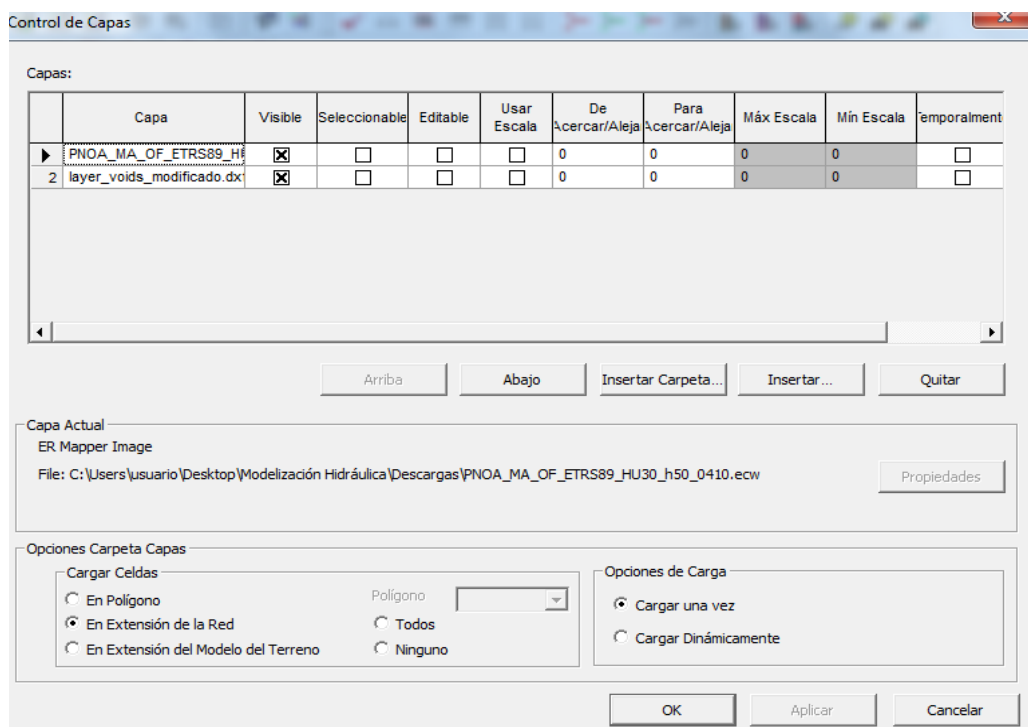 Control de Capas
Capas:
Capa Visible Seleccionable Editable Usar Escala De Acercar/Aleja Para Acercar/Aleja Máx Escala Mín Escala Temporalment
PNOA_MA_OF_ETRS89_HU 0 0 0 0
2 layer_voids_modificado.dxf 0 0 0 0
Arriba Abajo Insertar Carpeta... Insertar... Quitar
Capa Actual
ER Mapper Image
File: C:\Users\usuario\Desktop\Modelización Hidráulica\Descargas\PNOA_MA_OF_ETRS89_HU30_h50_0410.ecw
Propiedades
Opciones Carpeta Capas
Cargar Celdas
En Polígono
Polígono
En Extensión de la Red
Todos
En Extensión del Modelo del Terreno
Ninguno
Opciones de Carga
Cargar una vez
Cargar Dinámicamente
OK Aplicar Cancelar